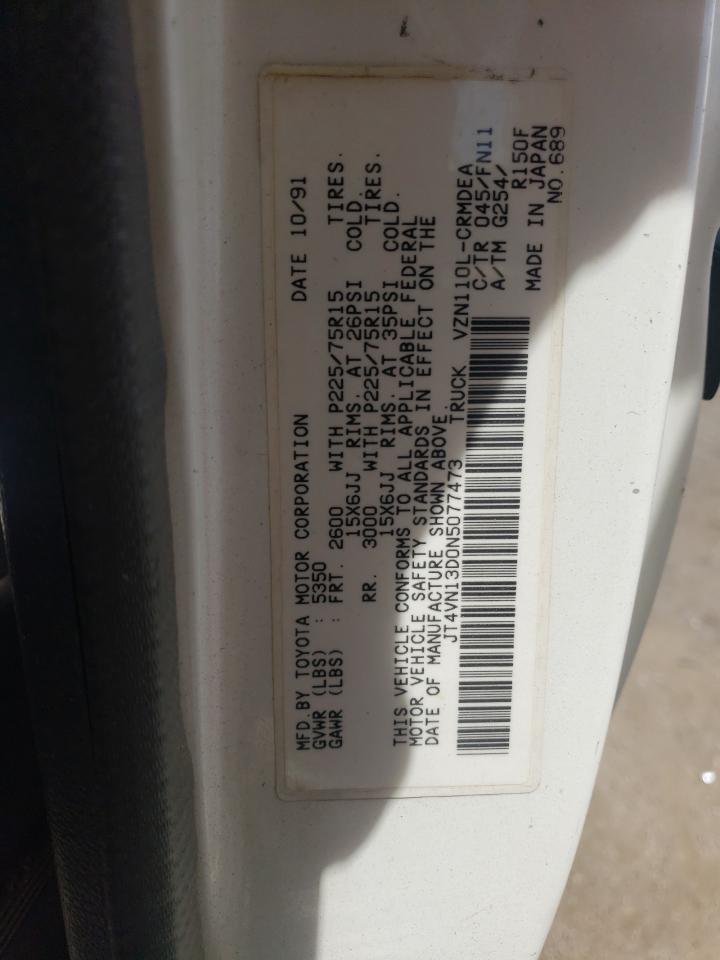 MFD. BY TOYOTA MOTOR CORPORATION DATE 10/91
GVWR (LBS) : 5350
GAWR (LBS) : FRT. 2600 WITH P225/75R15 TIRES.
15X6JJ RIMS. AT 26PSI COLD.
RR. 3000 WITH P225/75R15 TIRES.
15X6JJ RIMS. AT 35PSI COLD.
THIS VEHICLE CONFORMS TO ALL APPLICABLE FEDERAL
MOTOR VEHICLE SAFETY STANDARDS IN EFFECT ON THE
DATE OF MANUFACTURE SHOWN ABOVE.
JT4VN13D0N5077473 TRUCK VZN110L-CRMDEA
C/TR 045/FN11
A/TM G254/
R150F
MADE IN JAPAN
NO.689